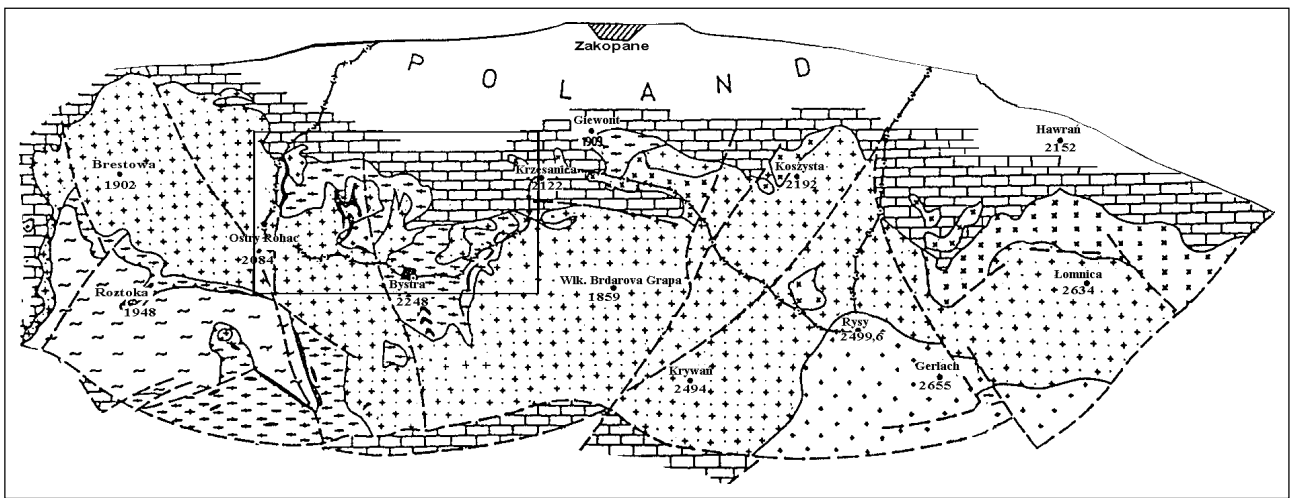 Zakopane
P O L A N D
Giewont
1909
Hawrań
2152
Brestowa
1902
Krzesanica
2122
Koszysta
2192
Ostry Rohac
2084
Bystra
2248
Wlk. Brdarova Grapa
1859
Łomnica
2634
Roztoka
1948
Rysy
2499,6
Krywań
2494
Gerlach
2655